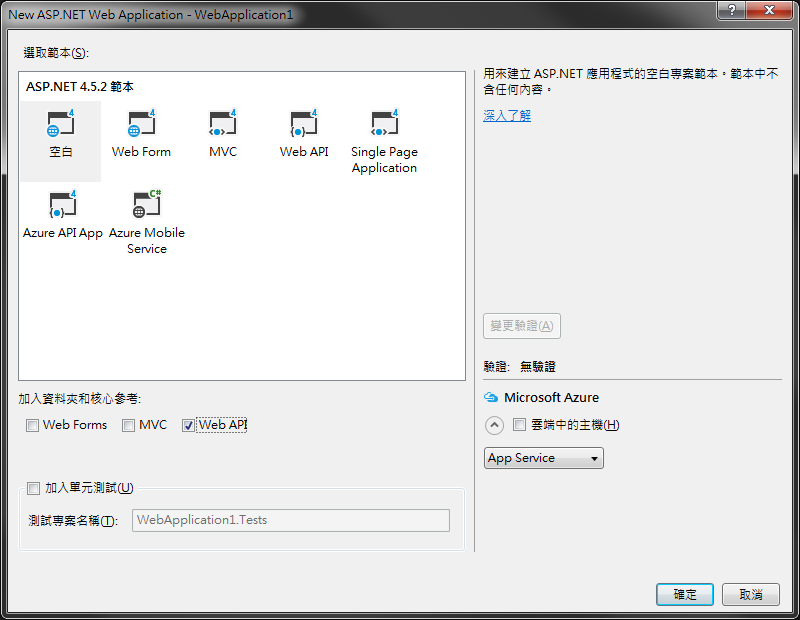 New ASP.NET Web Application - WebApplication1
選取範本(S):
ASP.NET 4.5.2 範本
空白
Web Form
MVC
Web API
Single Page
Application
Azure API App
Azure Mobile
Service
用來建立 ASP.NET 應用程式的空白專案範本。範本中不
含任何內容。
深入了解
變更驗證(A)
驗證: 無驗證
Microsoft Azure
雲端中的主機(H)
App Service
加入資料夾和核心參考:
Web Forms
MVC
Web API
加入單元測試(U)
測試專案名稱(T):
WebApplication1.Tests
確定
取消